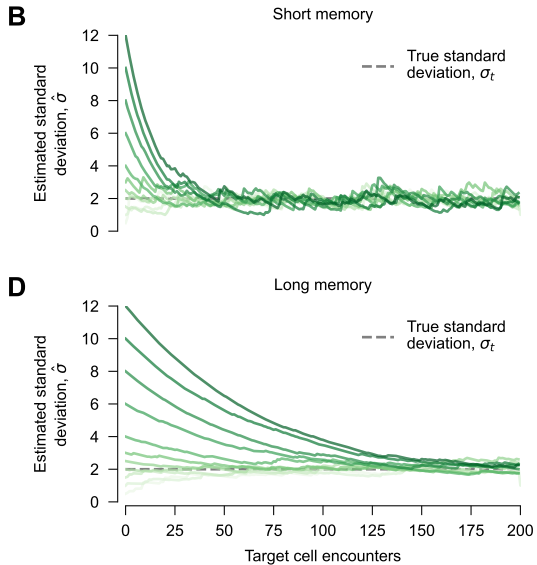 B
Short memory
12
10
8
6
4
2
0
Estimated standard
deviation, σ̂
True standard
deviation, σₜ
D
Long memory
12
10
8
6
4
2
0
Estimated standard
deviation, σ̂
True standard
deviation, σₜ
0 25 50 75 100 125 150 175 200
Target cell encounters